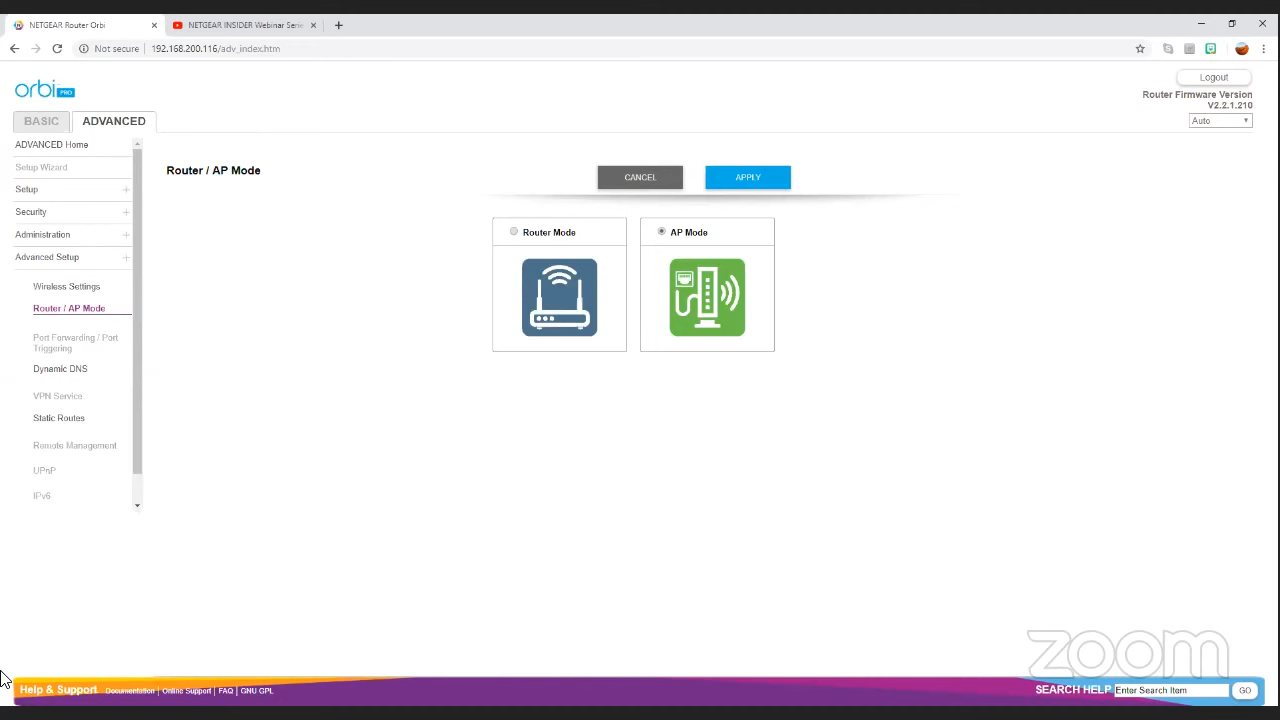 NETGEAR Router Orbi
NETGEAR INSIDER Webinar Serie
Not secure
192.168.200.116/adv_index.htm
orbi PRO
Logout
Router Firmware Version
V2.2.1.210
Auto
BASIC
ADVANCED
ADVANCED Home
Setup Wizard
Setup
Security
Administration
Advanced Setup
Wireless Settings
Router / AP Mode
Port Forwarding / Port
Triggering
Dynamic DNS
VPN Service
Static Routes
Remote Management
UPnP
IPv6
Router / AP Mode
CANCEL
APPLY
Router Mode
AP Mode
zoom
Help & Support
Documentation | Online Support | FAQ | GNU GPL
SEARCH HELP
Enter Search Item
GO